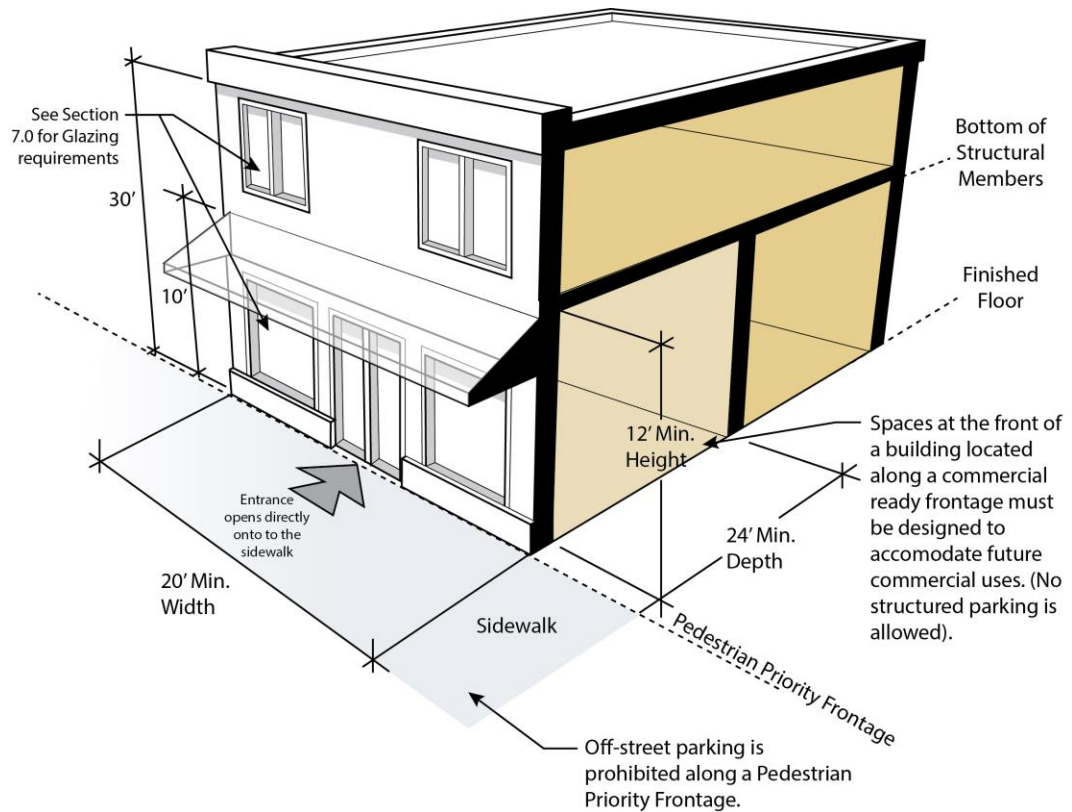 See Section
7.0 for Glazing
requirements
30’
10’
Bottom of
Structural
Members
Finished
Floor
12’ Min.
Height
Spaces at the front of
a building located
along a commercial
ready frontage must
be designed to
accomodate future
commercial uses. (No
structured parking is
allowed).
24’ Min.
Depth
Entrance
opens directly
onto to the
sidewalk
20’ Min.
Width
Sidewalk
Pedestrian Priority Frontage
Off-street parking is
prohibited along a Pedestrian
Priority Frontage.